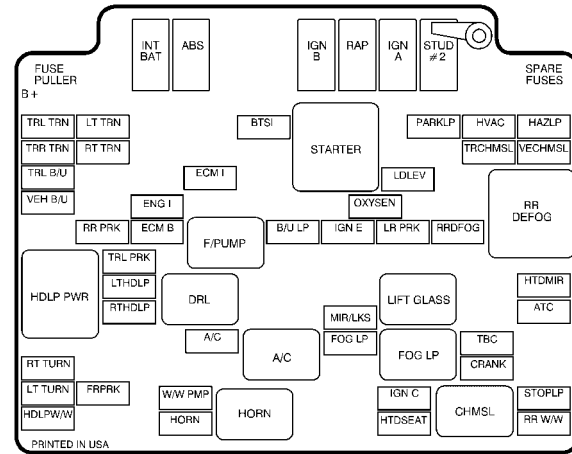 INT BAT
ABS
IGN B
RAP
IGN A
STUD #2
FUSE PULLER
SPARE FUSES
B+
TRL TRN
LT TRN
BTSI
STARTER
PARKLP
HVAC
HAZLP
TRR TRN
RT TRN
TRCHMSL
VECHMSL
TRL B/U
ECM I
LDLEV
RR DEFOG
VEH B/U
ENG I
OXYSEN
RR PRK
ECM B
F/PUMP
B/U LP
IGN E
LR PRK
RRDFOG
TRL PRK
HDLP PWR
LTHDLP
DRL
LIFT GLASS
HTDMIR
RTHDLP
MIR/LKS
ATC
A/C
A/C
FOG LP
FOG LP
TBC
CRANK
RT TURN
LT TURN
FRPRK
W/W PMP
HORN
IGN C
CHMSL
STOPLP
HDLPW/W
HORN
HTDSEAT
RR W/W
PRINTED IN USA